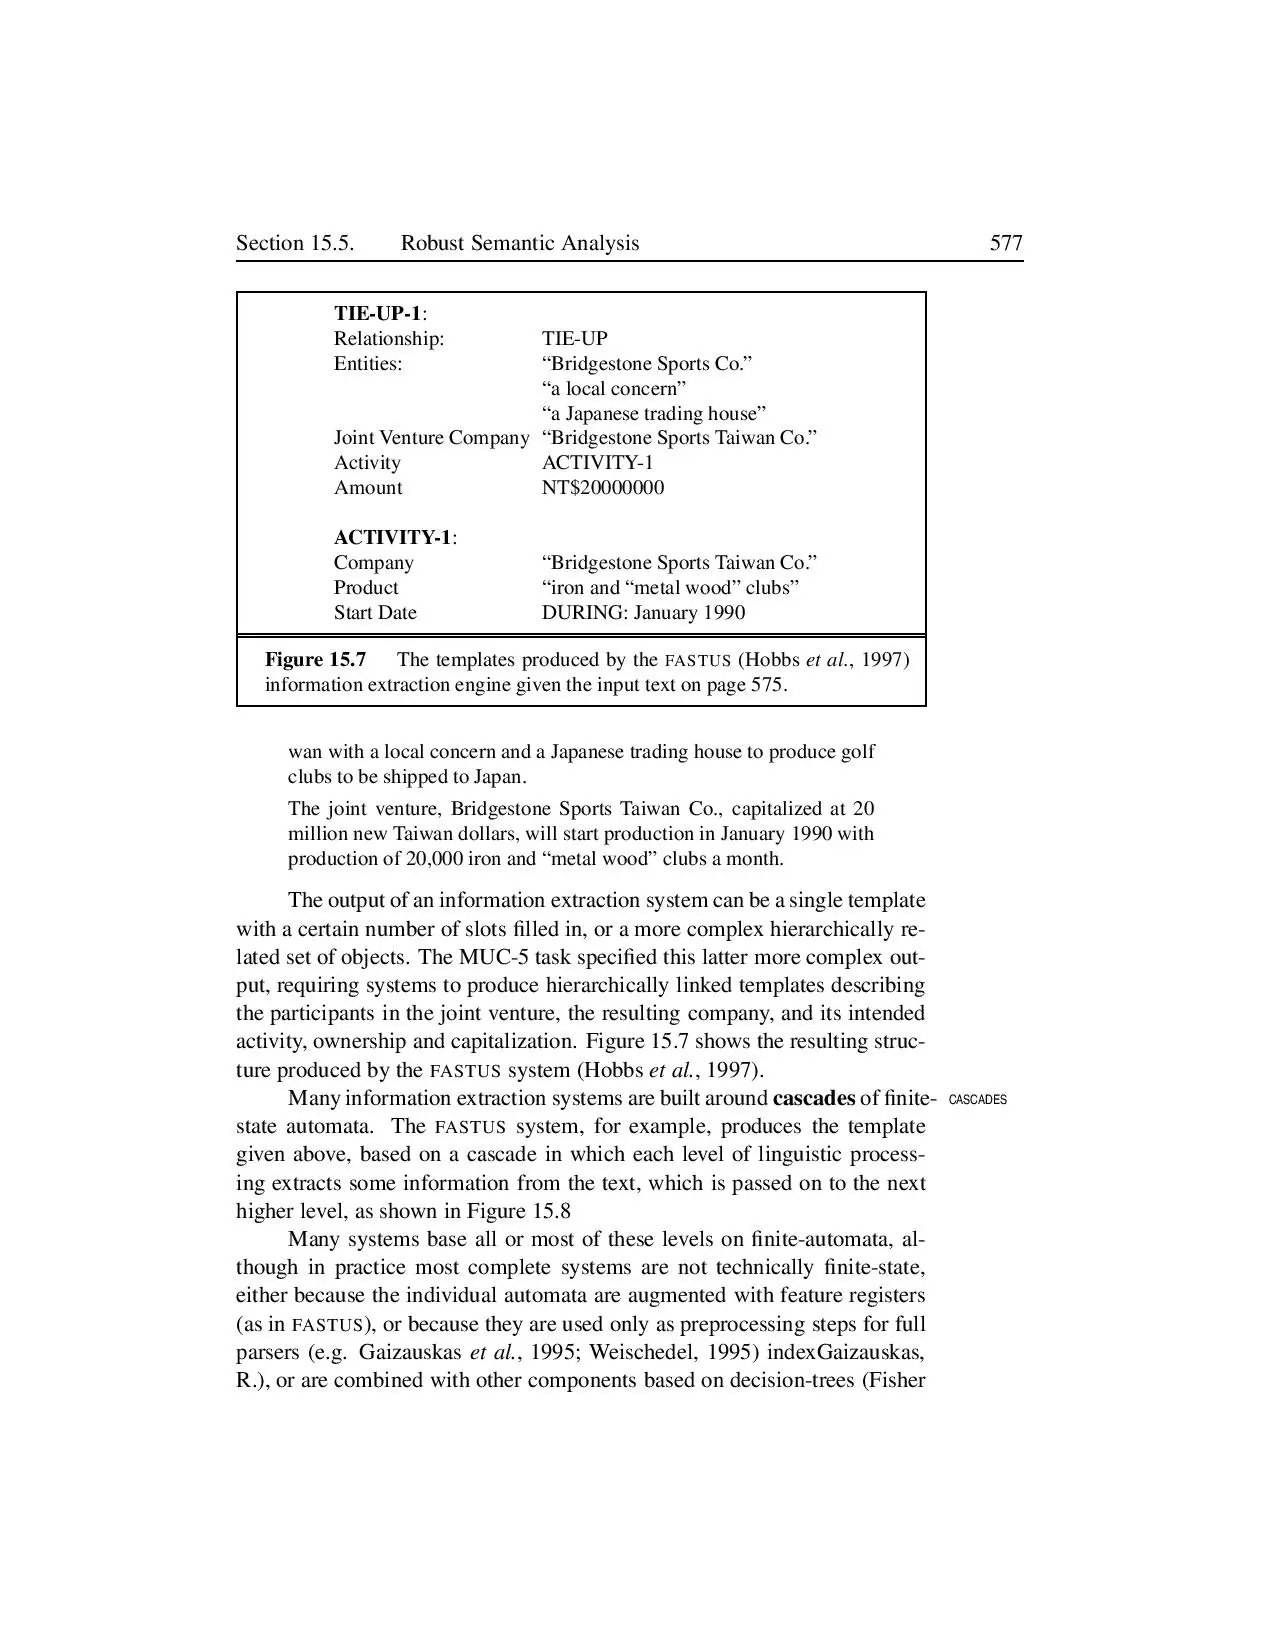 Section 15.5. Robust Semantic Analysis 577
TIE-UP-1:
Relationship: TIE-UP
Entities: “Bridgestone Sports Co.”
“a local concern”
“a Japanese trading house”
Joint Venture Company “Bridgestone Sports Taiwan Co.”
Activity ACTIVITY-1
Amount NT$20000000
ACTIVITY-1:
Company “Bridgestone Sports Taiwan Co.”
Product “iron and “metal wood” clubs”
Start Date DURING: January 1990
Figure 15.7 The templates produced by the FASTUS (Hobbs et al., 1997)
information extraction engine given the input text on page 575.
wan with a local concern and a Japanese trading house to produce golf
clubs to be shipped to Japan.
The joint venture, Bridgestone Sports Taiwan Co., capitalized at 20
million new Taiwan dollars, will start production in January 1990 with
production of 20,000 iron and “metal wood” clubs a month.
The output of an information extraction system can be a single template
with a certain number of slots filled in, or a more complex hierarchically re-
lated set of objects. The MUC-5 task specified this latter more complex out-
put, requiring systems to produce hierarchically linked templates describing
the participants in the joint venture, the resulting company, and its intended
activity, ownership and capitalization. Figure 15.7 shows the resulting struc-
ture produced by the FASTUS system (Hobbs et al., 1997).
Many information extraction systems are built around cascades of finite- CASCADES
state automata. The FASTUS system, for example, produces the template
given above, based on a cascade in which each level of linguistic process-
ing extracts some information from the text, which is passed on to the next
higher level, as shown in Figure 15.8
Many systems base all or most of these levels on finite-automata, al-
though in practice most complete systems are not technically finite-state,
either because the individual automata are augmented with feature registers
(as in FASTUS), or because they are used only as preprocessing steps for full
parsers (e.g. Gaizauskas et al., 1995; Weischedel, 1995) indexGaizauskas,
R.), or are combined with other components based on decision-trees (Fisher